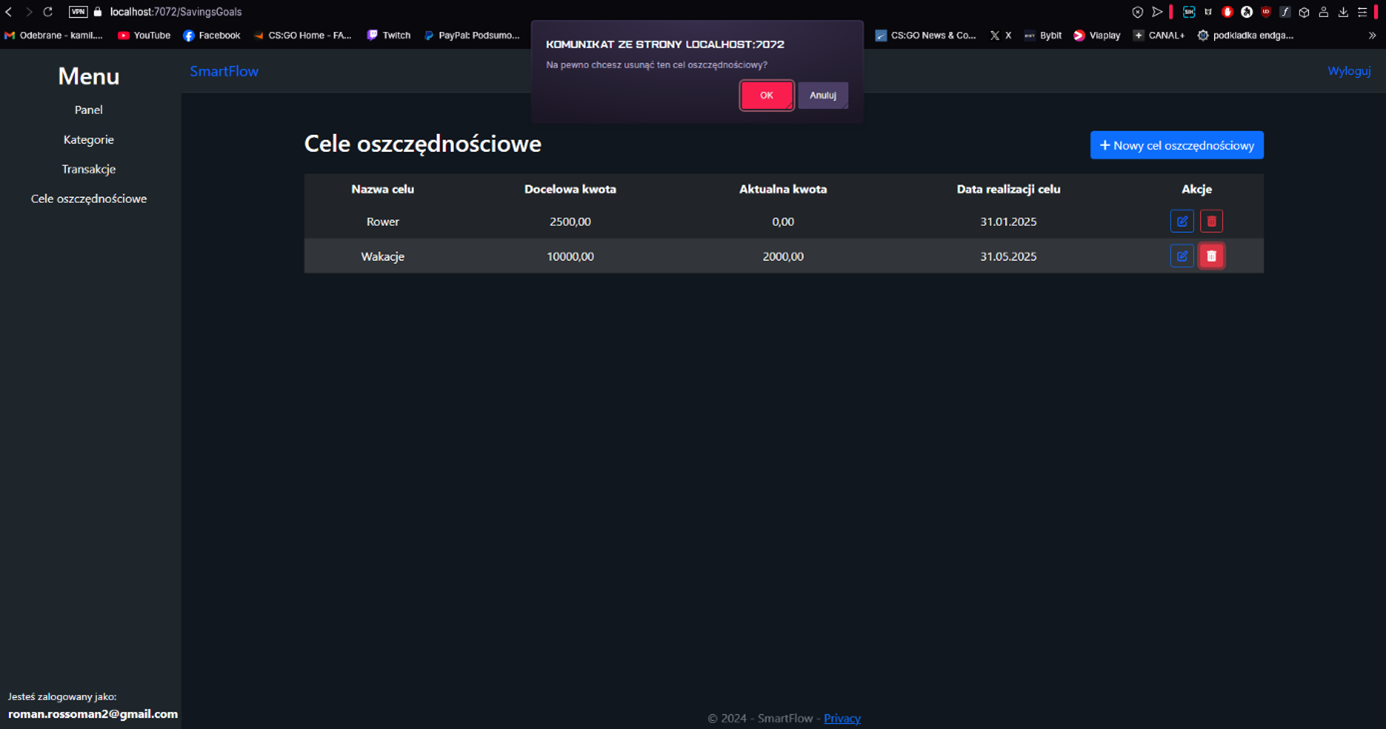 VPN localhost:7072/SavingsGoals
Odebrane - kamil.... YouTube Facebook CS:GO Home - FA... Twitch PayPal: Podsumo... CS:GO News & Co... X Bybit Viaplay CANAL+ podkładka endga...
KOMUNIKAT ZE STRONY LOCALHOST:7072
Na pewno chcesz usunąć ten cel oszczędnościowy?
OK Anuluj
Menu
Panel
Kategorie
Transakcje
Cele oszczędnościowe
SmartFlow Wyloguj
Cele oszczędnościowe + Nowy cel oszczędnościowy
Nazwa celu Docelowa kwota Aktualna kwota Data realizacji celu Akcje
Rower 2500,00 0,00 31.01.2025
Wakacje 10000,00 2000,00 31.05.2025
Jesteś zalogowany jako:
roman.rossoman2@gmail.com
© 2024 - SmartFlow - Privacy